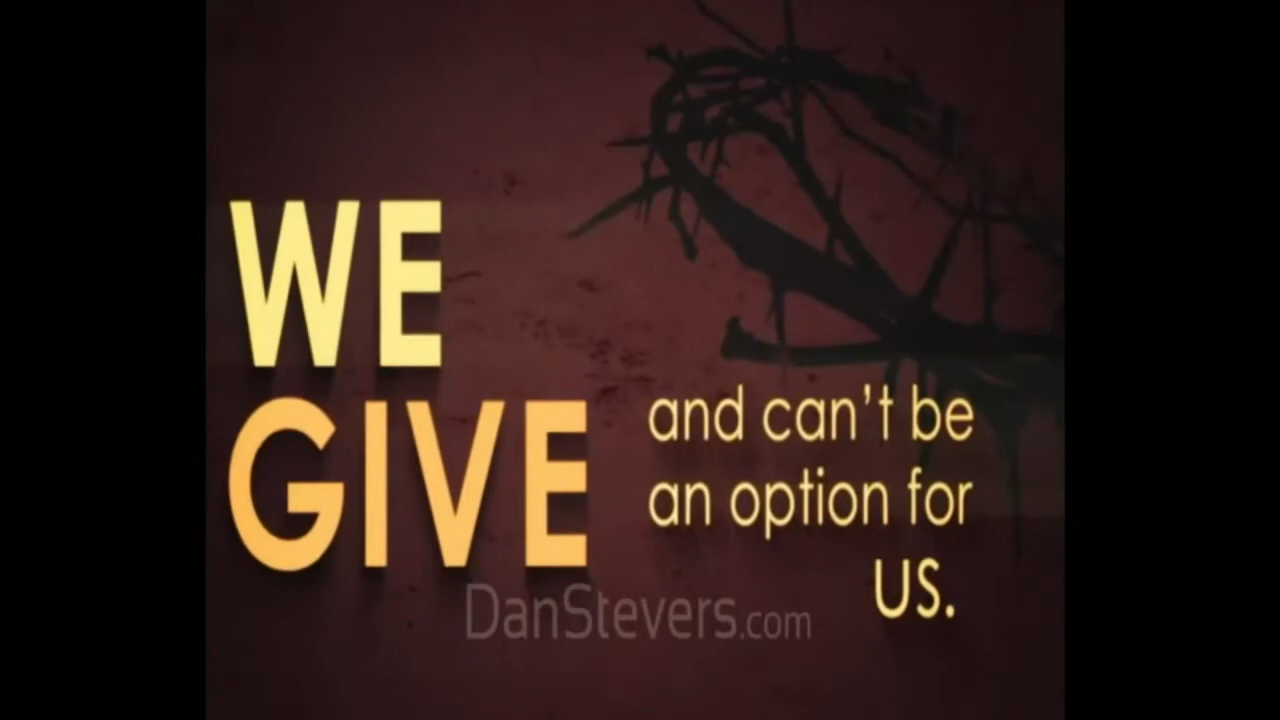 WE
GIVE
and can't be
an option for
us.
DanStevers.com